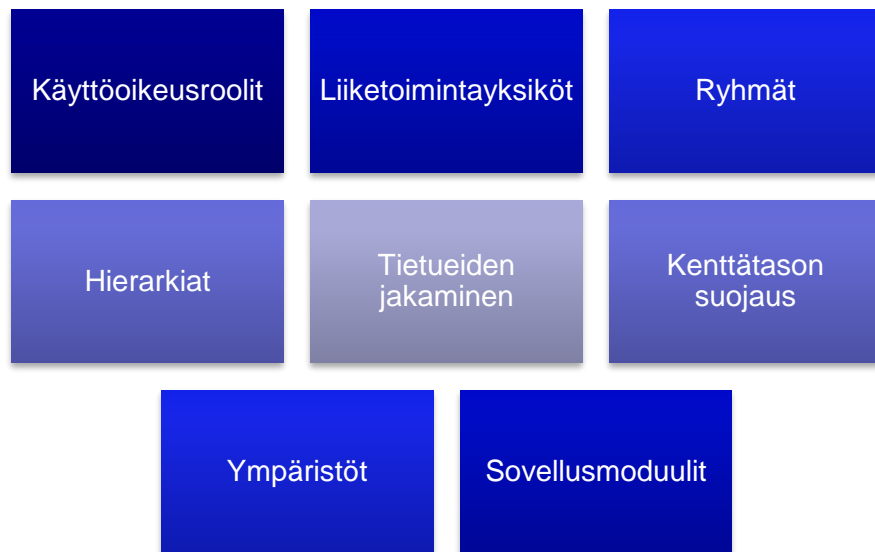 Käyttöoikeusroolit
Liiketoimintayksiköt
Ryhmät
Hierarkiat
Tietueiden
jakaminen
Kenttätason
suojaus
Ympäristöt
Sovellusmoduulit